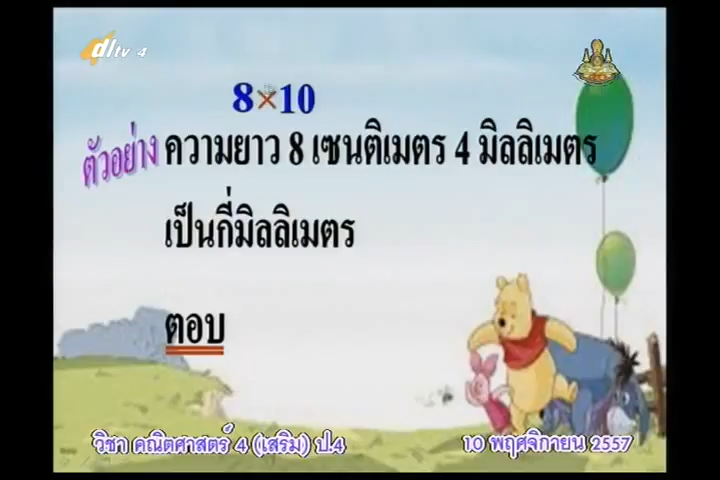 dltv 4
8×10
ตัวอย่าง ความยาว 8 เซนติเมตร 4 มิลลิเมตร
เป็นกี่มิลลิเมตร
ตอบ
วิชา คณิตศาสตร์ 4 (เสริม) ป.4 10 พฤศจิกายน 2557